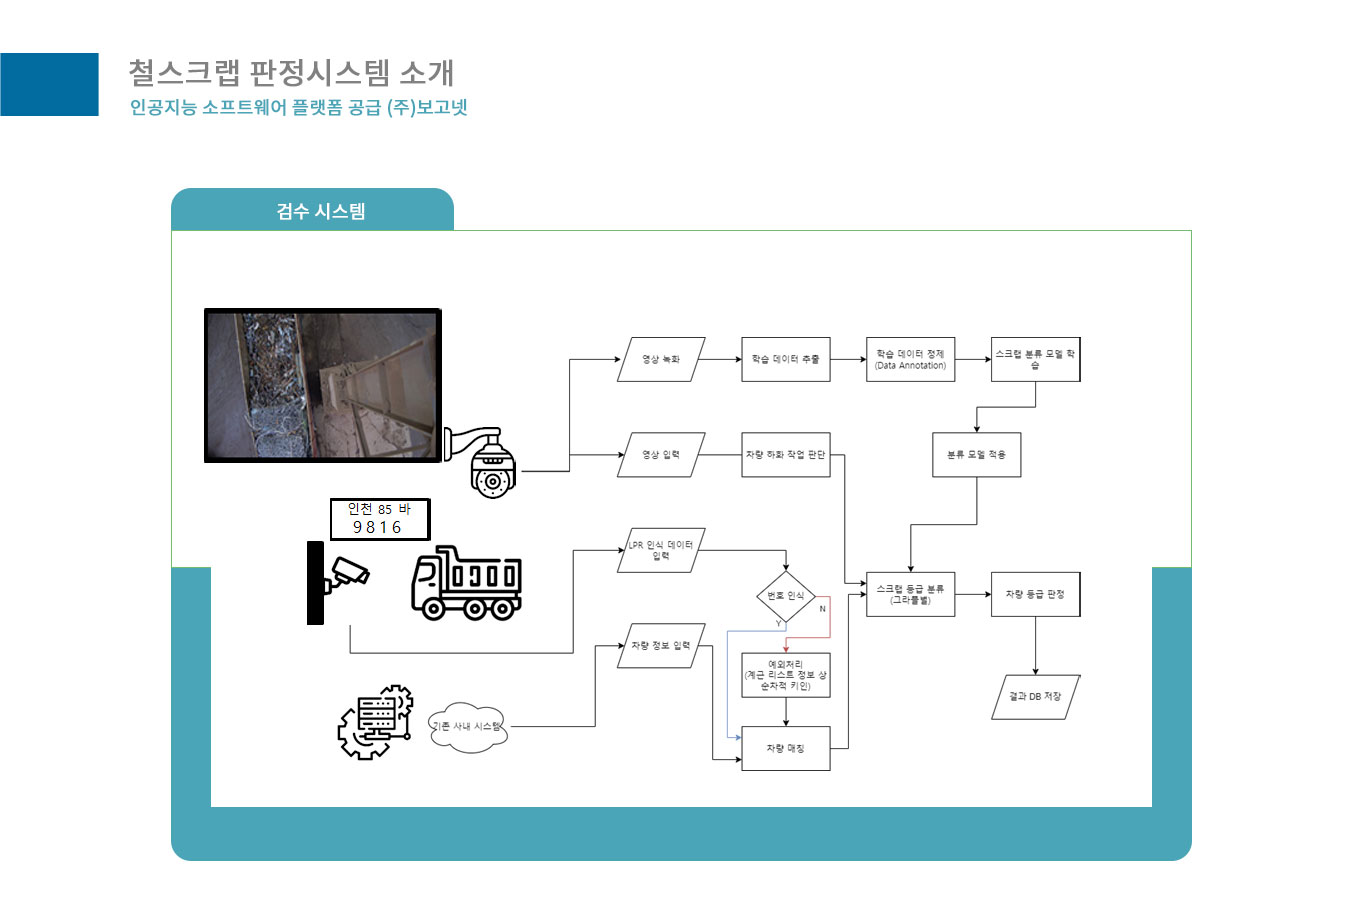 철스크랩 판정시스템 소개
인공지능 소프트웨어 플랫폼 공급 (주)보고넷
검수 시스템
영상 녹화
학습 데이터 추출
학습 데이터 정제
(Data Annotation)
스크랩 분류 모델 학
습
영상 입력
차량 하화 작업 판단
분류 모델 적용
인천 85 바
9816
LPR 인식 데이터
입력
번호 인식
N
Y
스크랩 등급 분류
(그라플별)
차량 등급 판정
차량 정보 입력
예외처리
(계근 리스트 정보 상
순차적 키인)
결과 DB 저장
기존 사내 시스템
차량 매칭